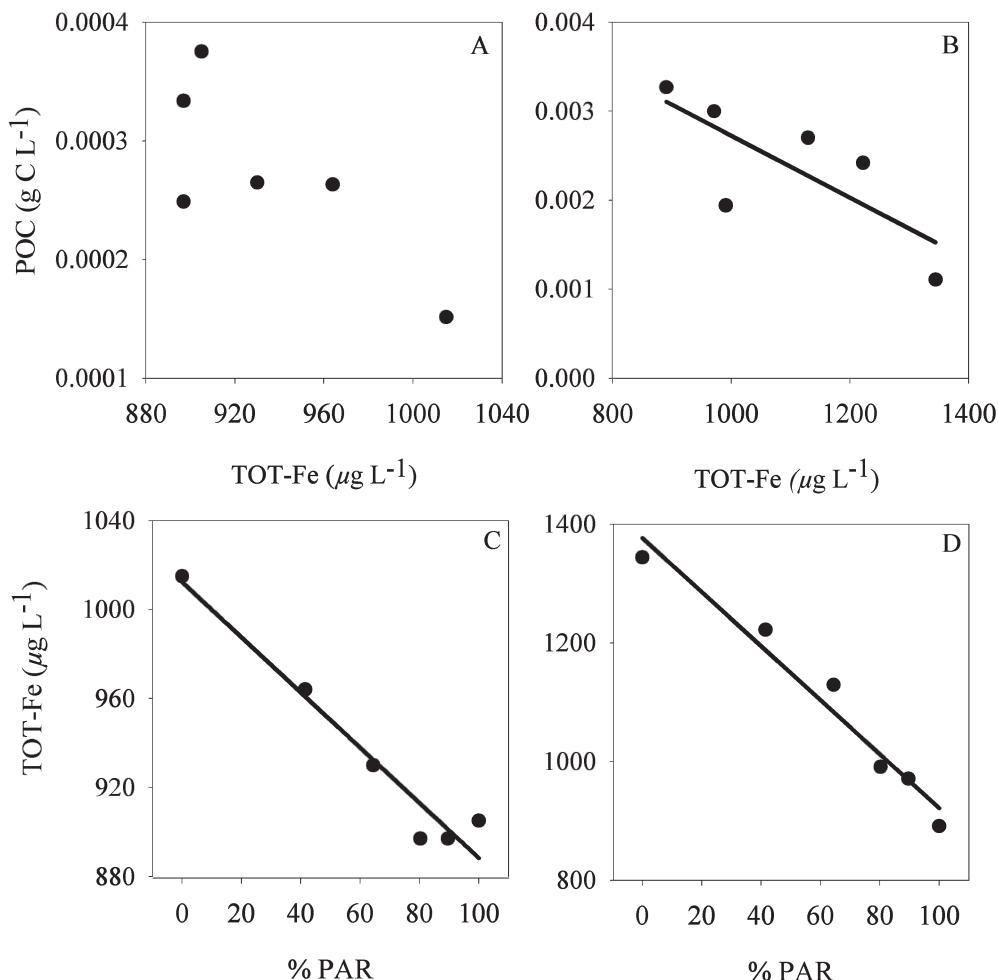 0.0004
0.0003
0.0002
0.0001
POC (g C L-1)
A
880 920 960 1000 1040
TOT-Fe (µg L-1)
0.004
0.003
0.002
0.001
0.000
B
800 1000 1200 1400
TOT-Fe (µg L-1)
1040
1000
960
920
880
TOT-Fe (µg L-1)
C
0 20 40 60 80 100
% PAR
1400
1200
1000
800
D
0 20 40 60 80 100
% PAR